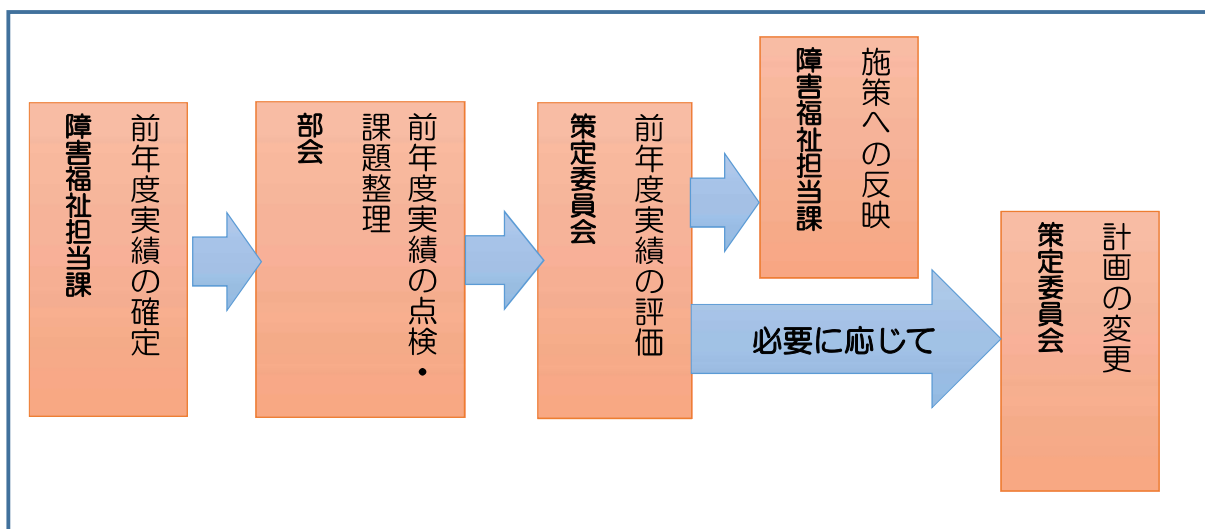 前年度実績の確定
障害福祉担当課
前年度実績の点検・
課題整理
部会
前年度実績の評価
策定委員会
施策への反映
障害福祉担当課
必要に応じて
計画の変更
策定委員会